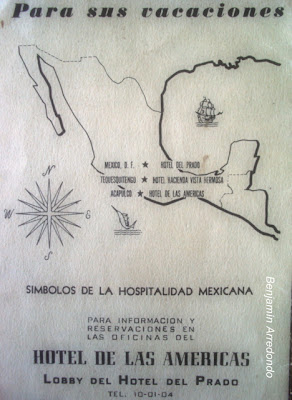 Para sus vacaciones
MEXICO, D. F. ★ HOTEL DEL PRADO
TEQUESQUITENGO ★ HOTEL HACIENDA VISTA HERMOSA
ACAPULCO ★ HOTEL DE LAS AMERICAS
N
W
E
S
SIMBOLOS DE LA HOSPITALIDAD MEXICANA
PARA INFORMACION Y
RESERVACIONES EN
LAS OFICINAS DEL
HOTEL DE LAS AMERICAS
LOBBY DEL HOTEL DEL PRADO
TEL: 10-01-04
Benjamin Arredondo